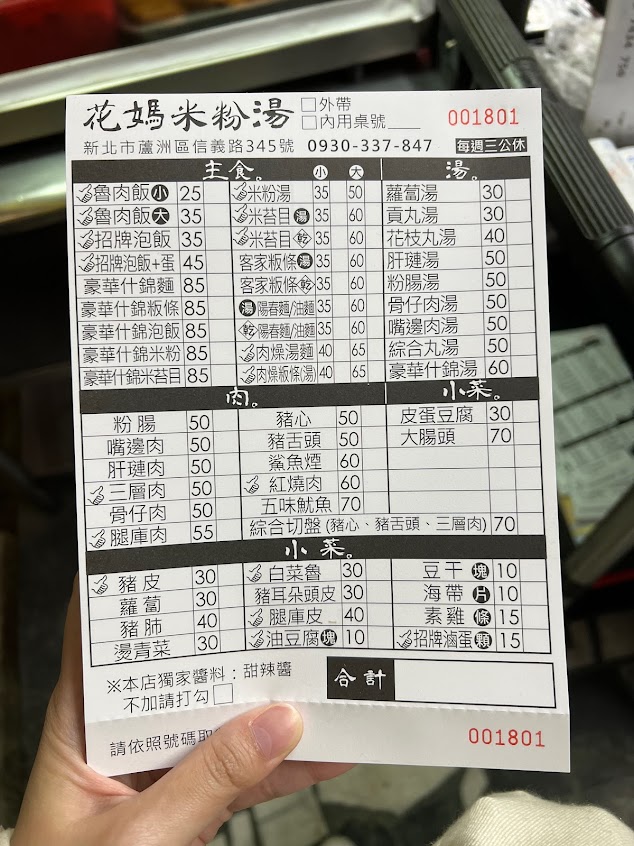 花媽米粉湯 □外帶 001801
□內用桌號____
新北市蘆洲區信義路345號 0930-337-847 每週三公休
主食。 小 大 湯。
魯肉飯小 25 米粉湯 35 50 蘿蔔湯 30
魯肉飯大 35 米苔目湯 35 60 貢丸湯 30
招牌泡飯 35 米苔目乾 35 60 花枝丸湯 40
招牌泡飯+蛋 45 客家粄條湯 35 60 肝璉湯 50
豪華什錦麵 85 客家粄條乾 35 60 粉腸湯 50
豪華什錦粄條 85 湯陽春麵/油麵 35 60 骨仔肉湯 50
豪華什錦泡飯 85 乾陽春麵/油麵 35 60 嘴邊肉湯 50
豪華什錦米粉 85 肉燥湯麵 40 65 綜合丸湯 50
豪華什錦米苔目 85 肉燥粄條(湯) 40 65 豪華什錦湯 60
肉。 小菜。
粉腸 50 豬心 50 皮蛋豆腐 30
嘴邊肉 50 豬舌頭 50 大腸頭 70
肝璉肉 50 鯊魚煙 60
三層肉 50 紅燒肉 60
骨仔肉 50 五味魷魚 70
腿庫肉 55 綜合切盤(豬心、豬舌頭、三層肉) 70
小菜。
豬皮 30 白菜魯 30 豆干塊 10
蘿蔔 30 豬耳朵頭皮 30 海帶片 10
豬肺 40 腿庫皮 40 素雞條 15
燙青菜 30 油豆腐塊 10 招牌滷蛋顆 15
※本店獨家醬料：甜辣醬 合計
不加請打勾□
請依照號碼取 001801